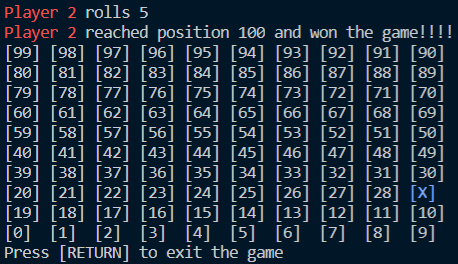 Player 2 rolls 5
Player 2 reached position 100 and won the game!!!!
[99] [98] [97] [96] [95] [94] [93] [92] [91] [90]
[80] [81] [82] [83] [84] [85] [86] [87] [88] [89]
[79] [78] [77] [76] [75] [74] [73] [72] [71] [70]
[60] [61] [62] [63] [64] [65] [66] [67] [68] [69]
[59] [58] [57] [56] [55] [54] [53] [52] [51] [50]
[40] [41] [42] [43] [44] [45] [46] [47] [48] [49]
[39] [38] [37] [36] [35] [34] [33] [32] [31] [30]
[20] [21] [22] [23] [24] [25] [26] [27] [28] [X]
[19] [18] [17] [16] [15] [14] [13] [12] [11] [10]
[0] [1] [2] [3] [4] [5] [6] [7] [8] [9]
Press [RETURN] to exit the game